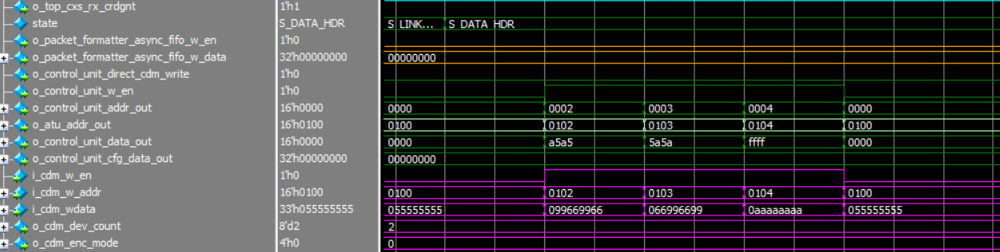 o_top_cxs_rx_crdgnt 1'h1
state S_DATA_HDR S_LINK... S_DATA_HDR
o_packet_formatter_async_fifo_w_en 1'h0
o_packet_formatter_async_fifo_w_data 32'h00000000 00000000
o_control_unit_direct_cdm_write 1'h0
o_control_unit_w_en 1'h0
o_control_unit_addr_out 16'h0000 0000 0002 0003 0004 0000
o_atu_addr_out 16'h0100 0100 0102 0103 0104 0100
o_control_unit_data_out 16'h0000 0000 a5a5 5a5a ffff 0000
o_control_unit_cfg_data_out 32'h00000000 00000000
i_cdm_w_en 1'h0
i_cdm_w_addr 16'h0100 0100 0102 0103 0104 0100
i_cdm_wdata 33'h055555555 055555555 099669966 066996699 0aaaaaaaa 055555555
o_cdm_dev_count 8'd2 2
o_cdm_enc_mode 4'h0 0